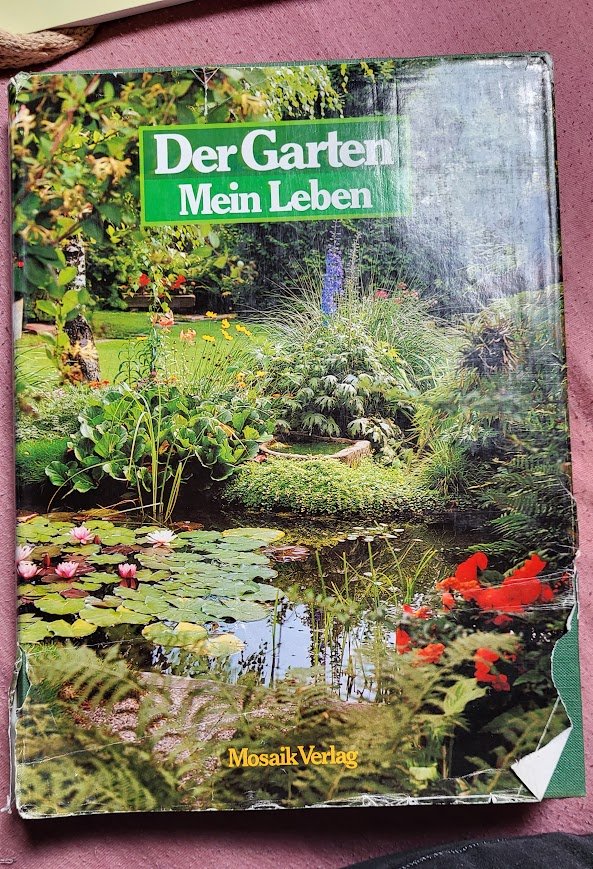 Der Garten
Mein Leben
Mosaik Verlag